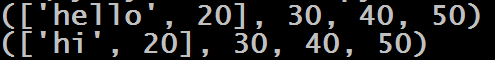 (['hello', 20], 30, 40, 50)
(['hi', 20], 30, 40, 50)